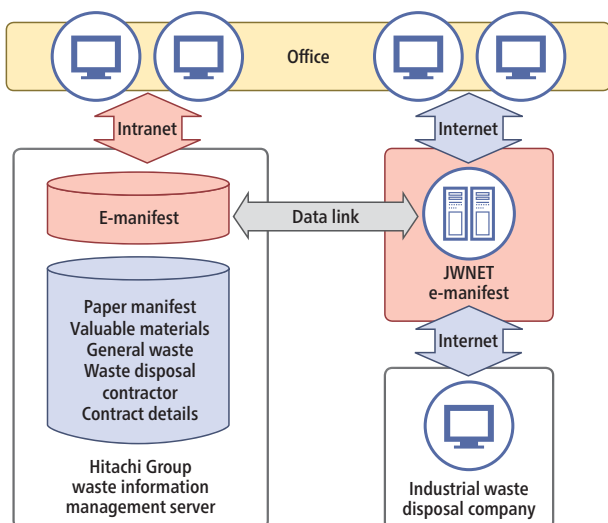 Office
Intranet
Internet
E-manifest
Data link
JWNET
e-manifest
Paper manifest
Valuable materials
General waste
Waste disposal
contractor
Contract details
Internet
Hitachi Group
waste information
management server
Industrial waste
disposal company